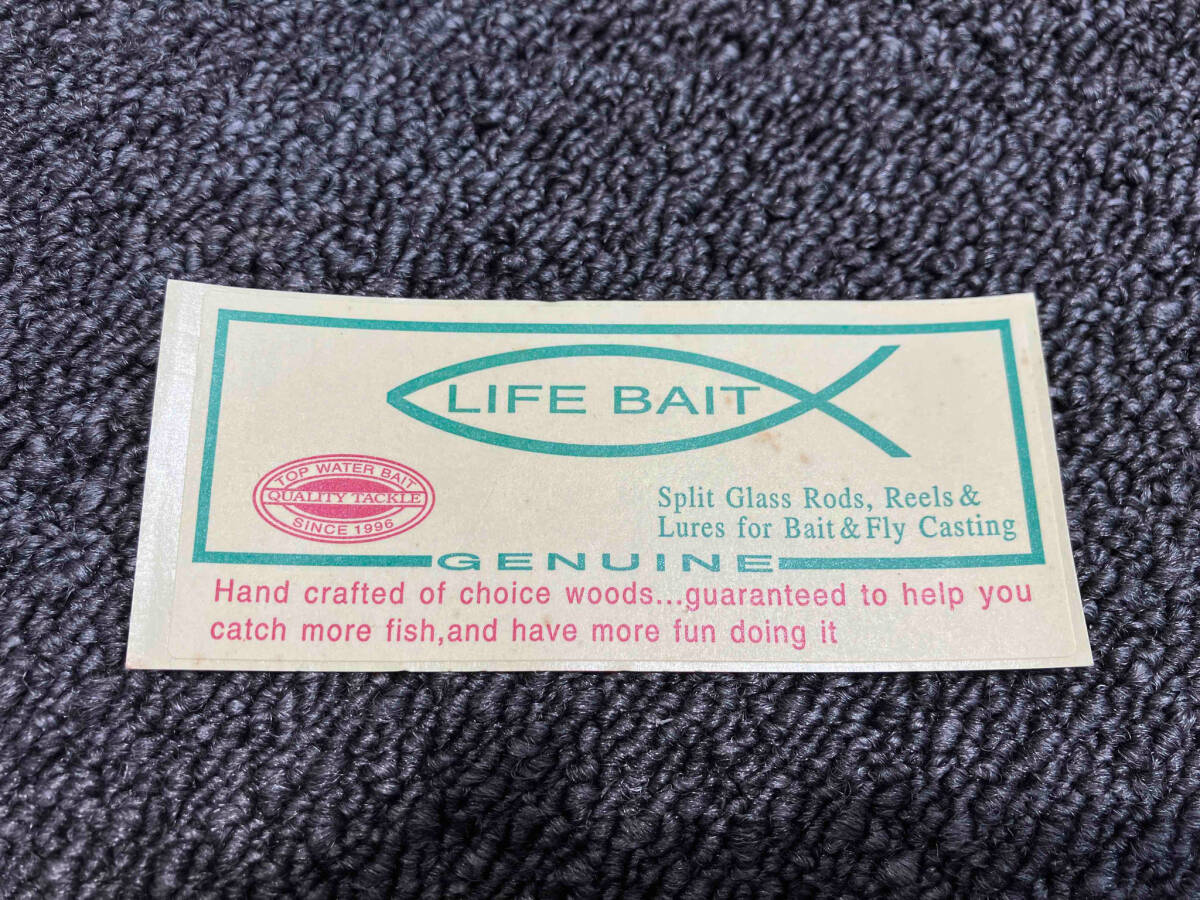 LIFE BAIT
TOP WATER BAIT
QUALITY TACKLE
SINCE 1996
Split Glass Rods, Reels &
Lures for Bait & Fly Casting
GENUINE
Hand crafted of choice woods...guaranteed to help you
catch more fish,and have more fun doing it